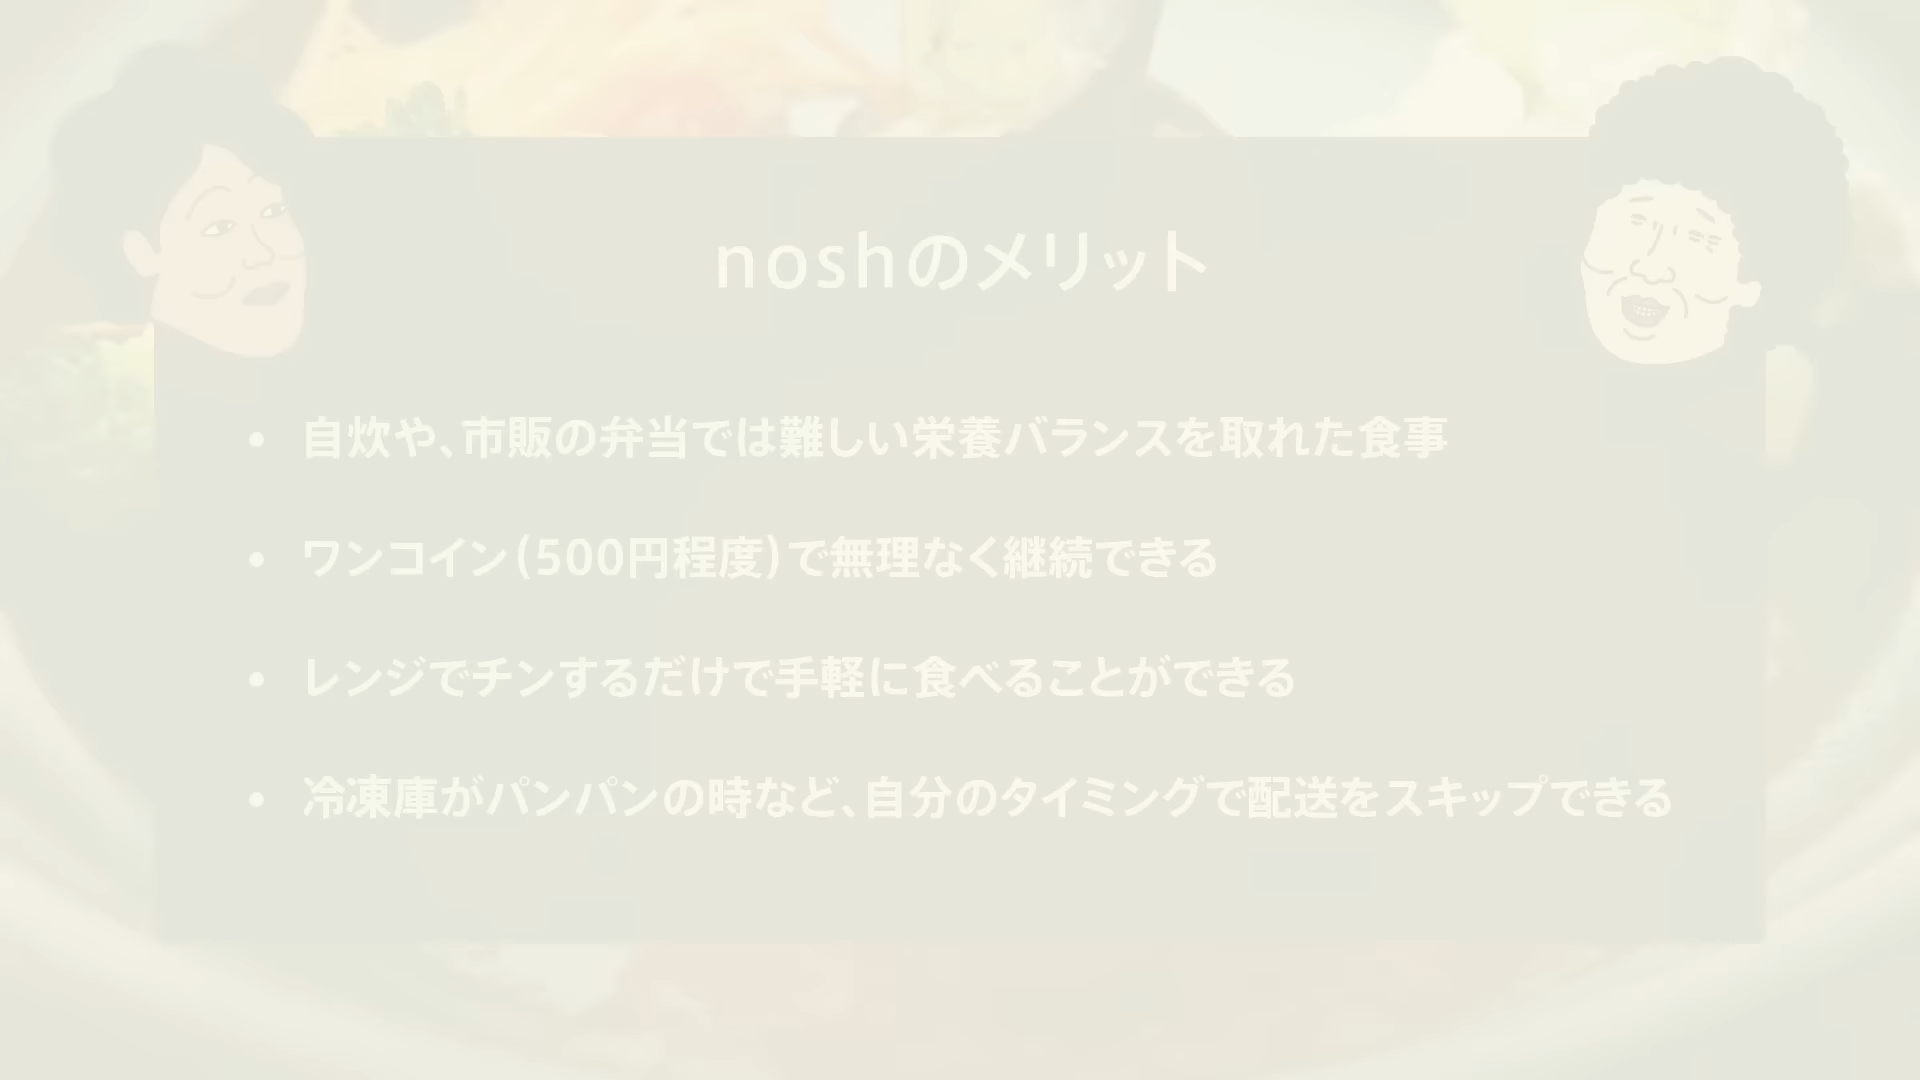 noshのメリット
• 自炊や、市販の弁当では難しい栄養バランスを取れた食事
• ワンコイン(500円程度)で無理なく継続できる
• レンジでチンするだけで手軽に食べることができる
• 冷凍庫がパンパンの時など、自分のタイミングで配送をスキップできる